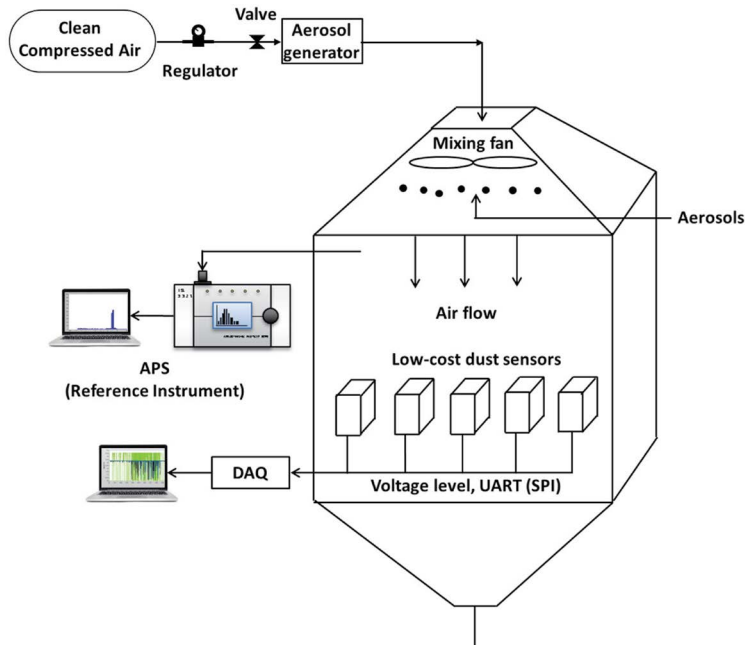 Clean
Compressed Air
Regulator
Valve
Aerosol
generator
Mixing fan
Aerosols
Air flow
APS
(Reference Instrument)
Low-cost dust sensors
DAQ
Voltage level, UART (SPI)